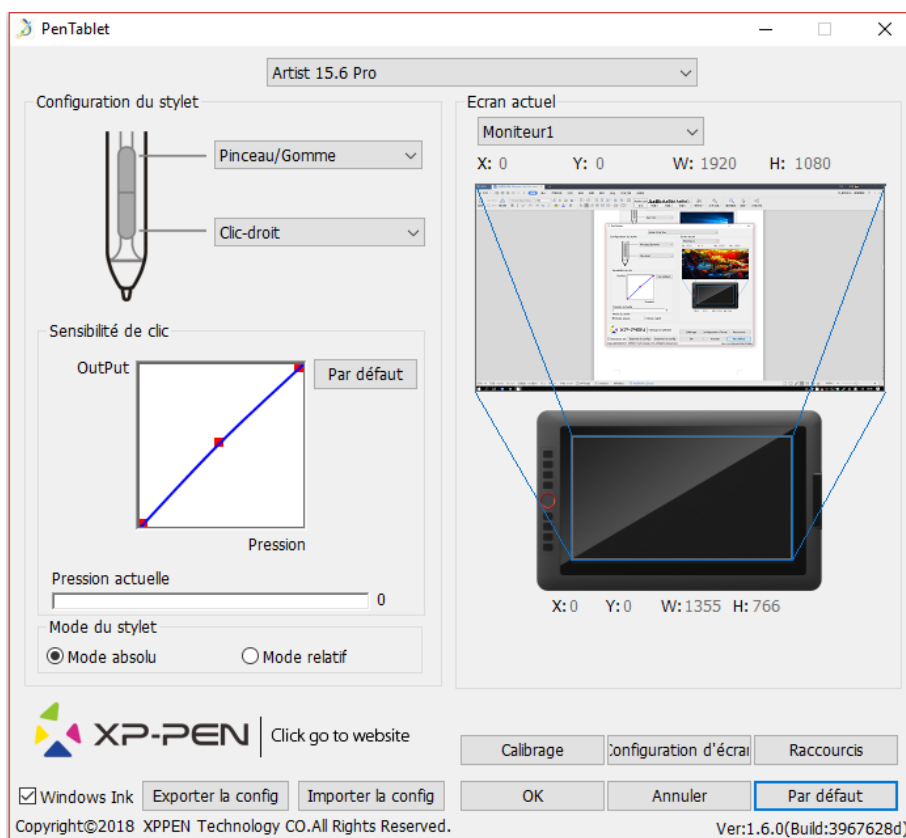 PenTablet
Artist 15.6 Pro
Configuration du stylet
Pinceau/Gomme
Clic-droit
Sensibilité de clic
OutPut
Par défaut
Pression
Pression actuelle
0
Mode du stylet
Mode absolu
Mode relatif
Ecran actuel
Moniteur1
X: 0 Y: 0 W: 1920 H: 1080
X:0 Y:0 W:1355 H:766
XP-PEN Click go to website
Calibrage
Configuration d'écran
Raccourcis
Windows Ink
Exporter la config
Importer la config
OK
Annuler
Par défaut
Copyright©2018 XPPEN Technology CO.All Rights Reserved.
Ver:1.6.0(Build:3967628d)